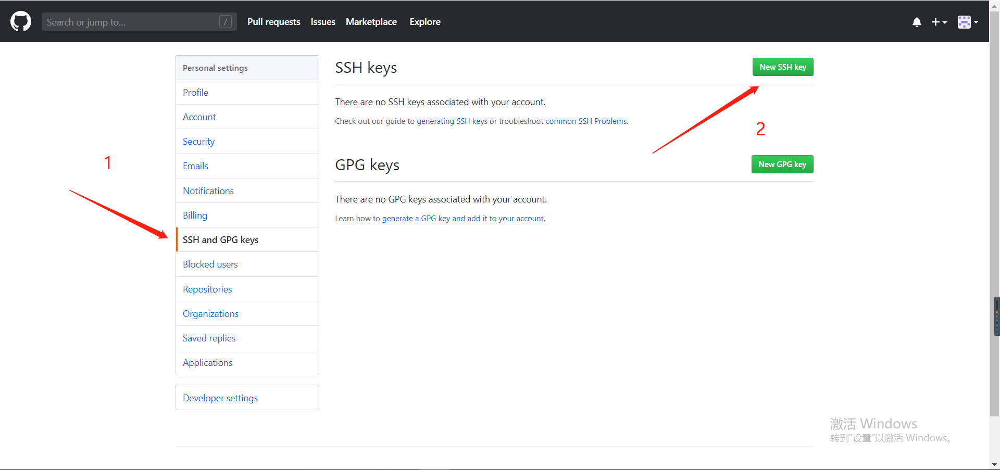 Search or jump to... /
Pull requests Issues Marketplace Explore
Personal settings
Profile
Account
Security
Emails
Notifications
Billing
SSH and GPG keys
Blocked users
Repositories
Organizations
Saved replies
Applications
Developer settings
SSH keys
New SSH key
There are no SSH keys associated with your account.
Check out our guide to generating SSH keys or troubleshoot common SSH Problems.
GPG keys
New GPG key
There are no GPG keys associated with your account.
Learn how to generate a GPG key and add it to your account.
1
2
激活 Windows
转到“设置”以激活 Windows。